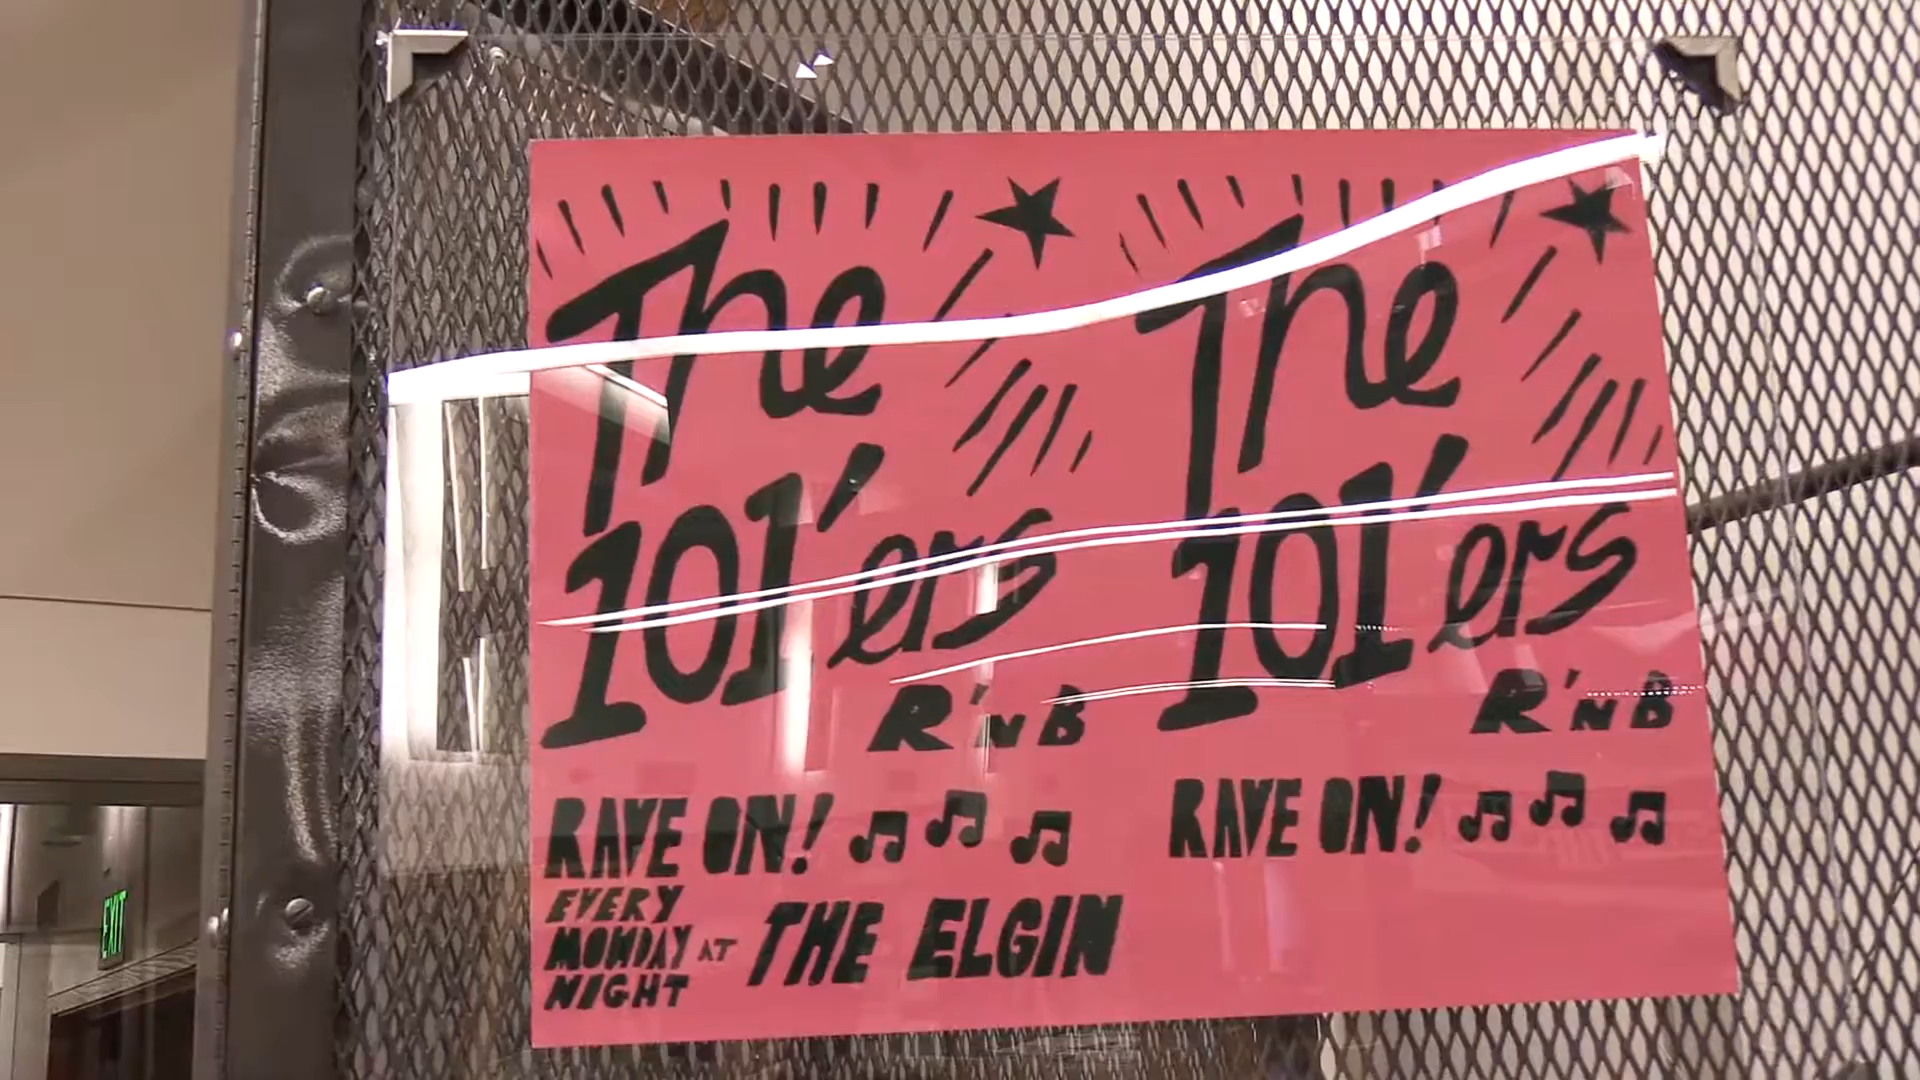 The
101'ers
R'nB
RAVE ON!
EVERY
MONDAY AT THE ELGIN
NIGHT
The
101'ers
R'nB
RAVE ON!
EXIT